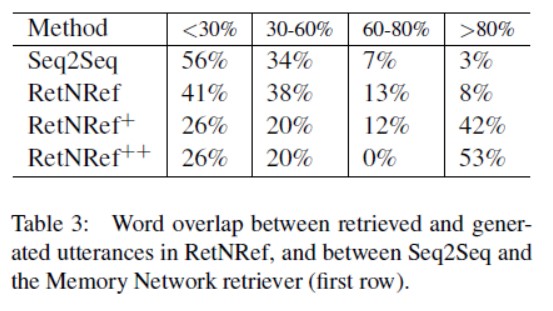 Method <30% 30-60% 60-80% >80%
Seq2Seq 56% 34% 7% 3%
RetNRef 41% 38% 13% 8%
RetNRef+ 26% 20% 12% 42%
RetNRef++ 26% 20% 0% 53%
Table 3: Word overlap between retrieved and gener-
ated utterances in RetNRef, and between Seq2Seq and
the Memory Network retriever (first row).